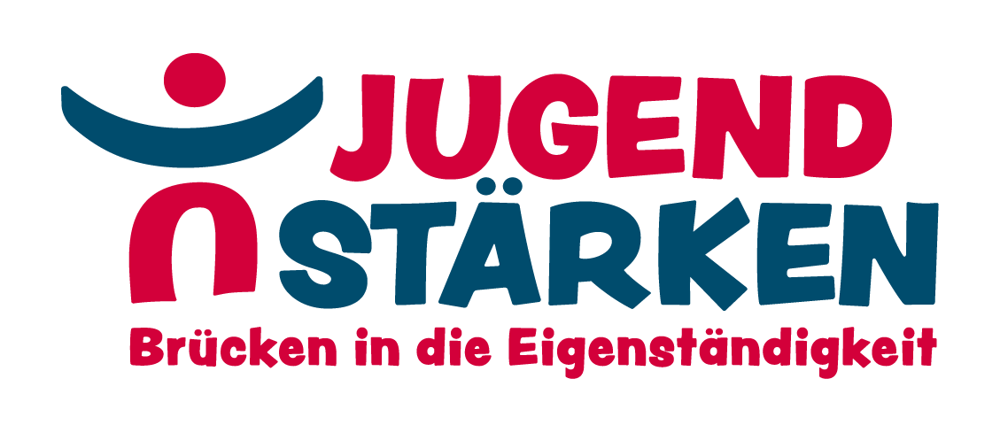 JUGEND
STÄRKEN
Brücken in die Eigenständigkeit